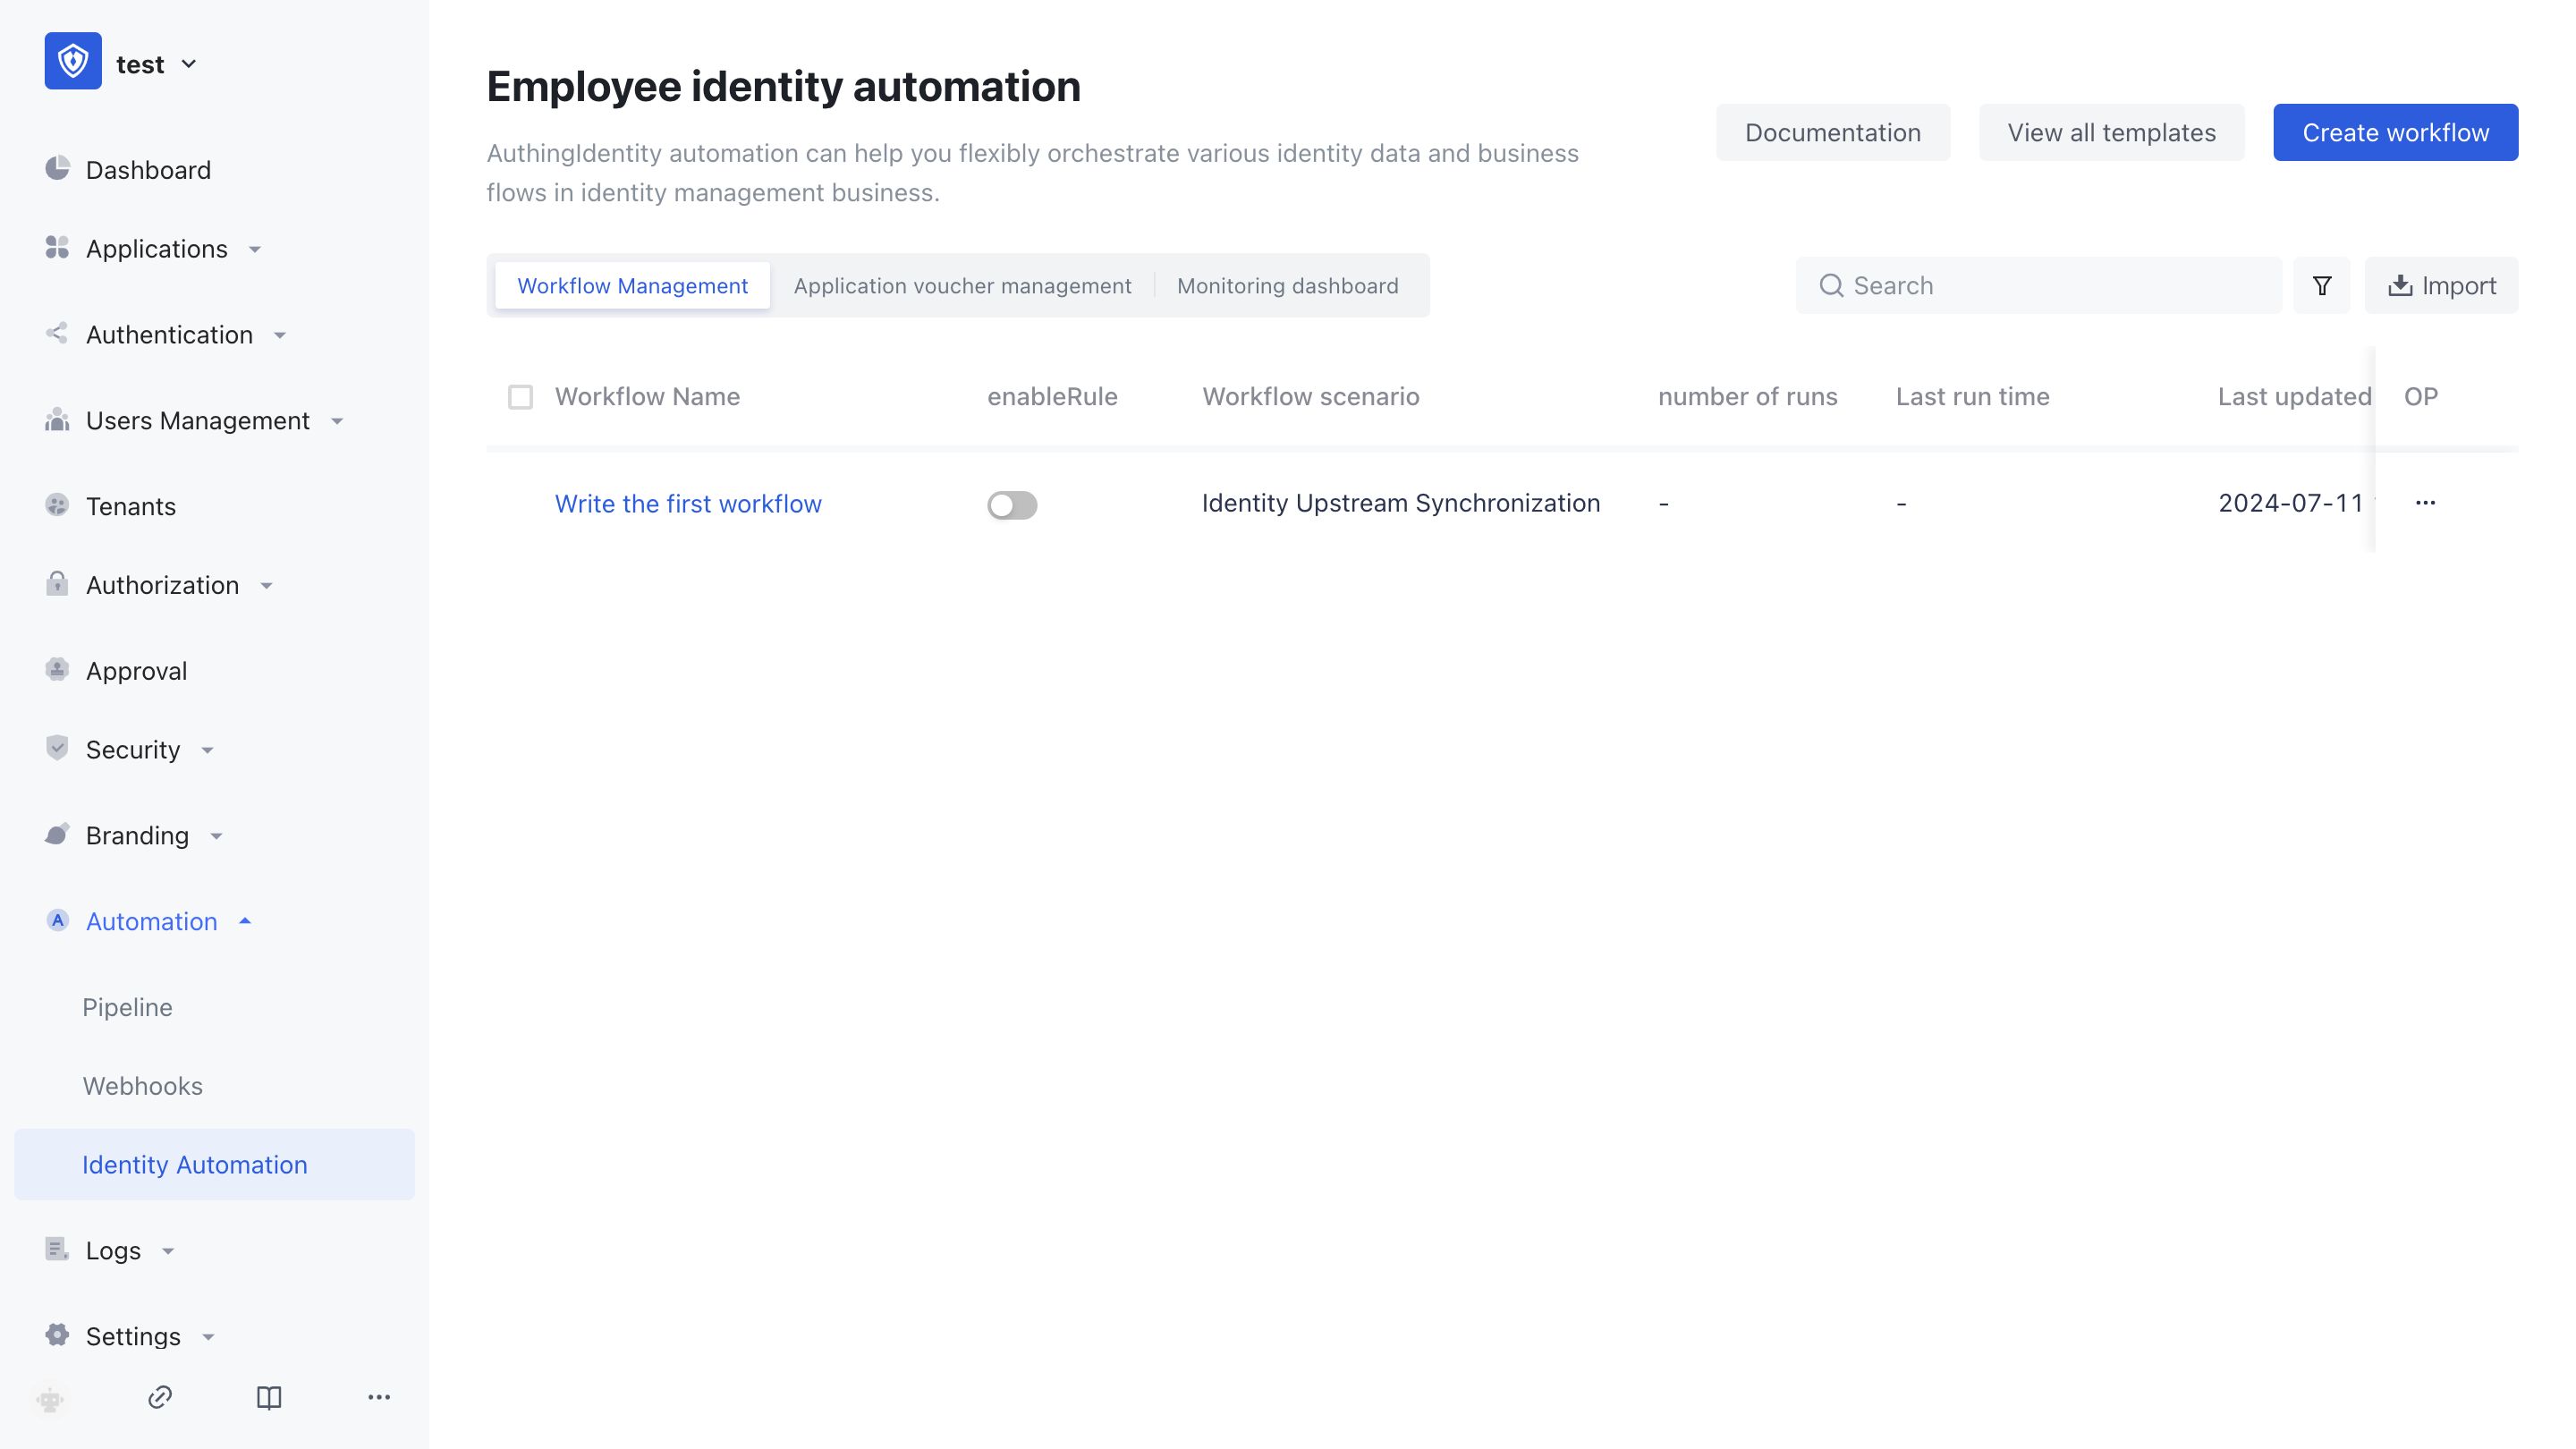 test
Dashboard
Applications
Authentication
Users Management
Tenants
Authorization
Approval
Security
Branding
A
Automation
Pipeline
Webhooks
Identity Automation
Logs
Settings
Employee identity automation
AuthingIdentity automation can help you flexibly orchestrate various identity data and business
flows in identity management business.
Documentation
View all templates
Create workflow
Workflow Management
Application voucher management
Monitoring dashboard
Search
Import
Workflow Name
enableRule
Workflow scenario
number of runs
Last run time
Last updated
OP
Write the first workflow
Identity Upstream Synchronization
-
-
2024-07-11